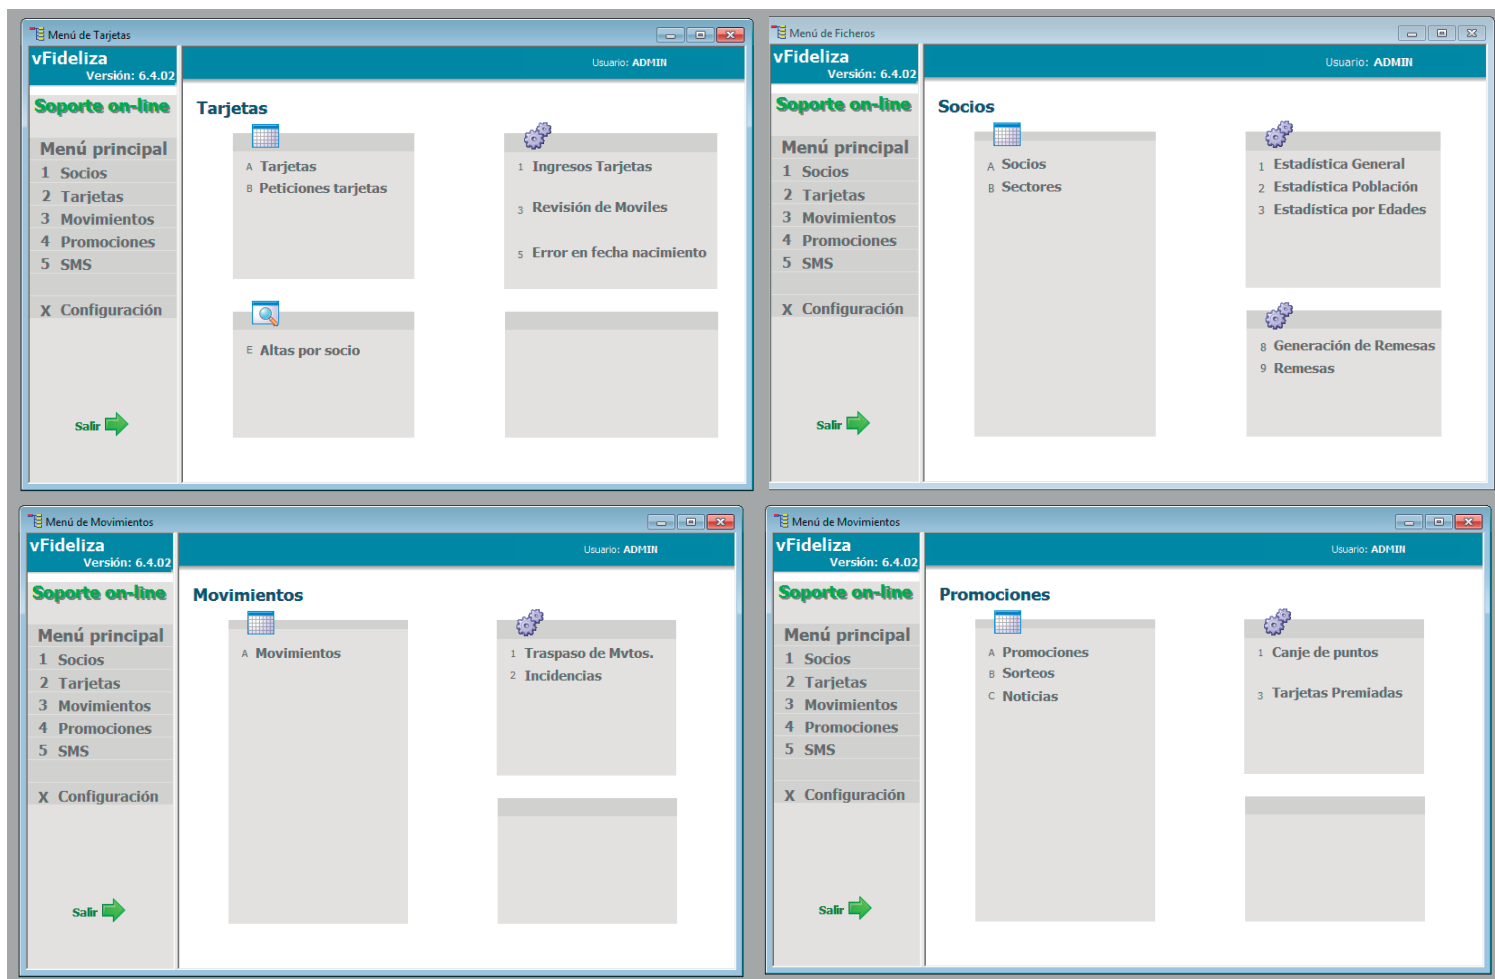 Menú de Tarjetas
vFideliza
Versión: 6.4.02
Usuario: ADMIN
Soporte on-line
Menú principal
1 Socios
2 Tarjetas
3 Movimientos
4 Promociones
5 SMS
X Configuración
Salir
Tarjetas
A Tarjetas
B Peticiones tarjetas
1 Ingresos Tarjetas
3 Revisión de Moviles
5 Error en fecha nacimiento
E Altas por socio
Menú de Ficheros
vFideliza
Versión: 6.4.02
Usuario: ADMIN
Soporte on-line
Menú principal
1 Socios
2 Tarjetas
3 Movimientos
4 Promociones
5 SMS
X Configuración
Salir
Socios
A Socios
B Sectores
1 Estadística General
2 Estadística Población
3 Estadística por Edades
8 Generación de Remesas
9 Remesas
Menú de Movimientos
vFideliza
Versión: 6.4.02
Usuario: ADMIN
Soporte on-line
Menú principal
1 Socios
2 Tarjetas
3 Movimientos
4 Promociones
5 SMS
X Configuración
Salir
Movimientos
A Movimientos
1 Traspaso de Mvtos.
2 Incidencias
Menú de Movimientos
vFideliza
Versión: 6.4.02
Usuario: ADMIN
Soporte on-line
Menú principal
1 Socios
2 Tarjetas
3 Movimientos
4 Promociones
5 SMS
X Configuración
Salir
Promociones
A Promociones
B Sorteos
C Noticias
1 Canje de puntos
3 Tarjetas Premiadas